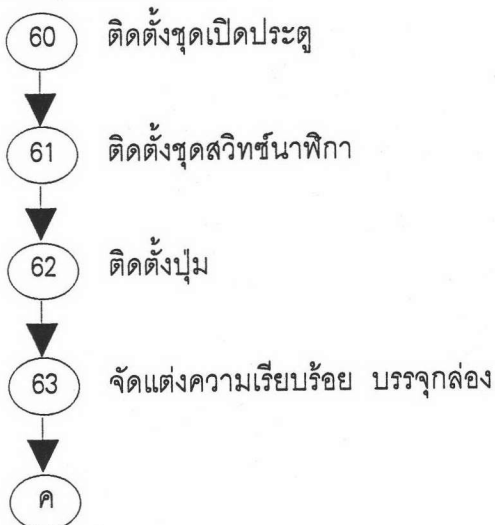 60 ติดตั้งชุดเปิดประตู
61 ติดตั้งชุดสวิทซ์นาฬิกา
62 ติดตั้งปุ่ม
63 จัดแต่งความเรียบร้อย บรรจุกล่อง
ค